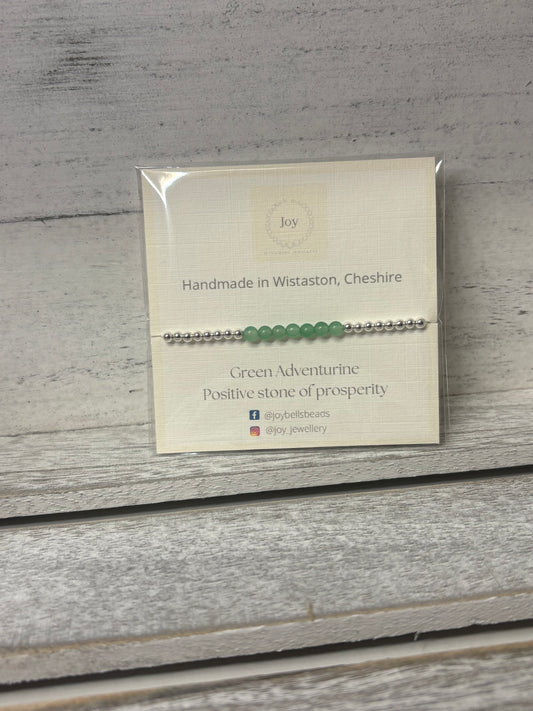 Joy
Handmade in Wistaston, Cheshire
Green Adventurine
Positive stone of prosperity
@joybellsbeads
@joy_jewellery